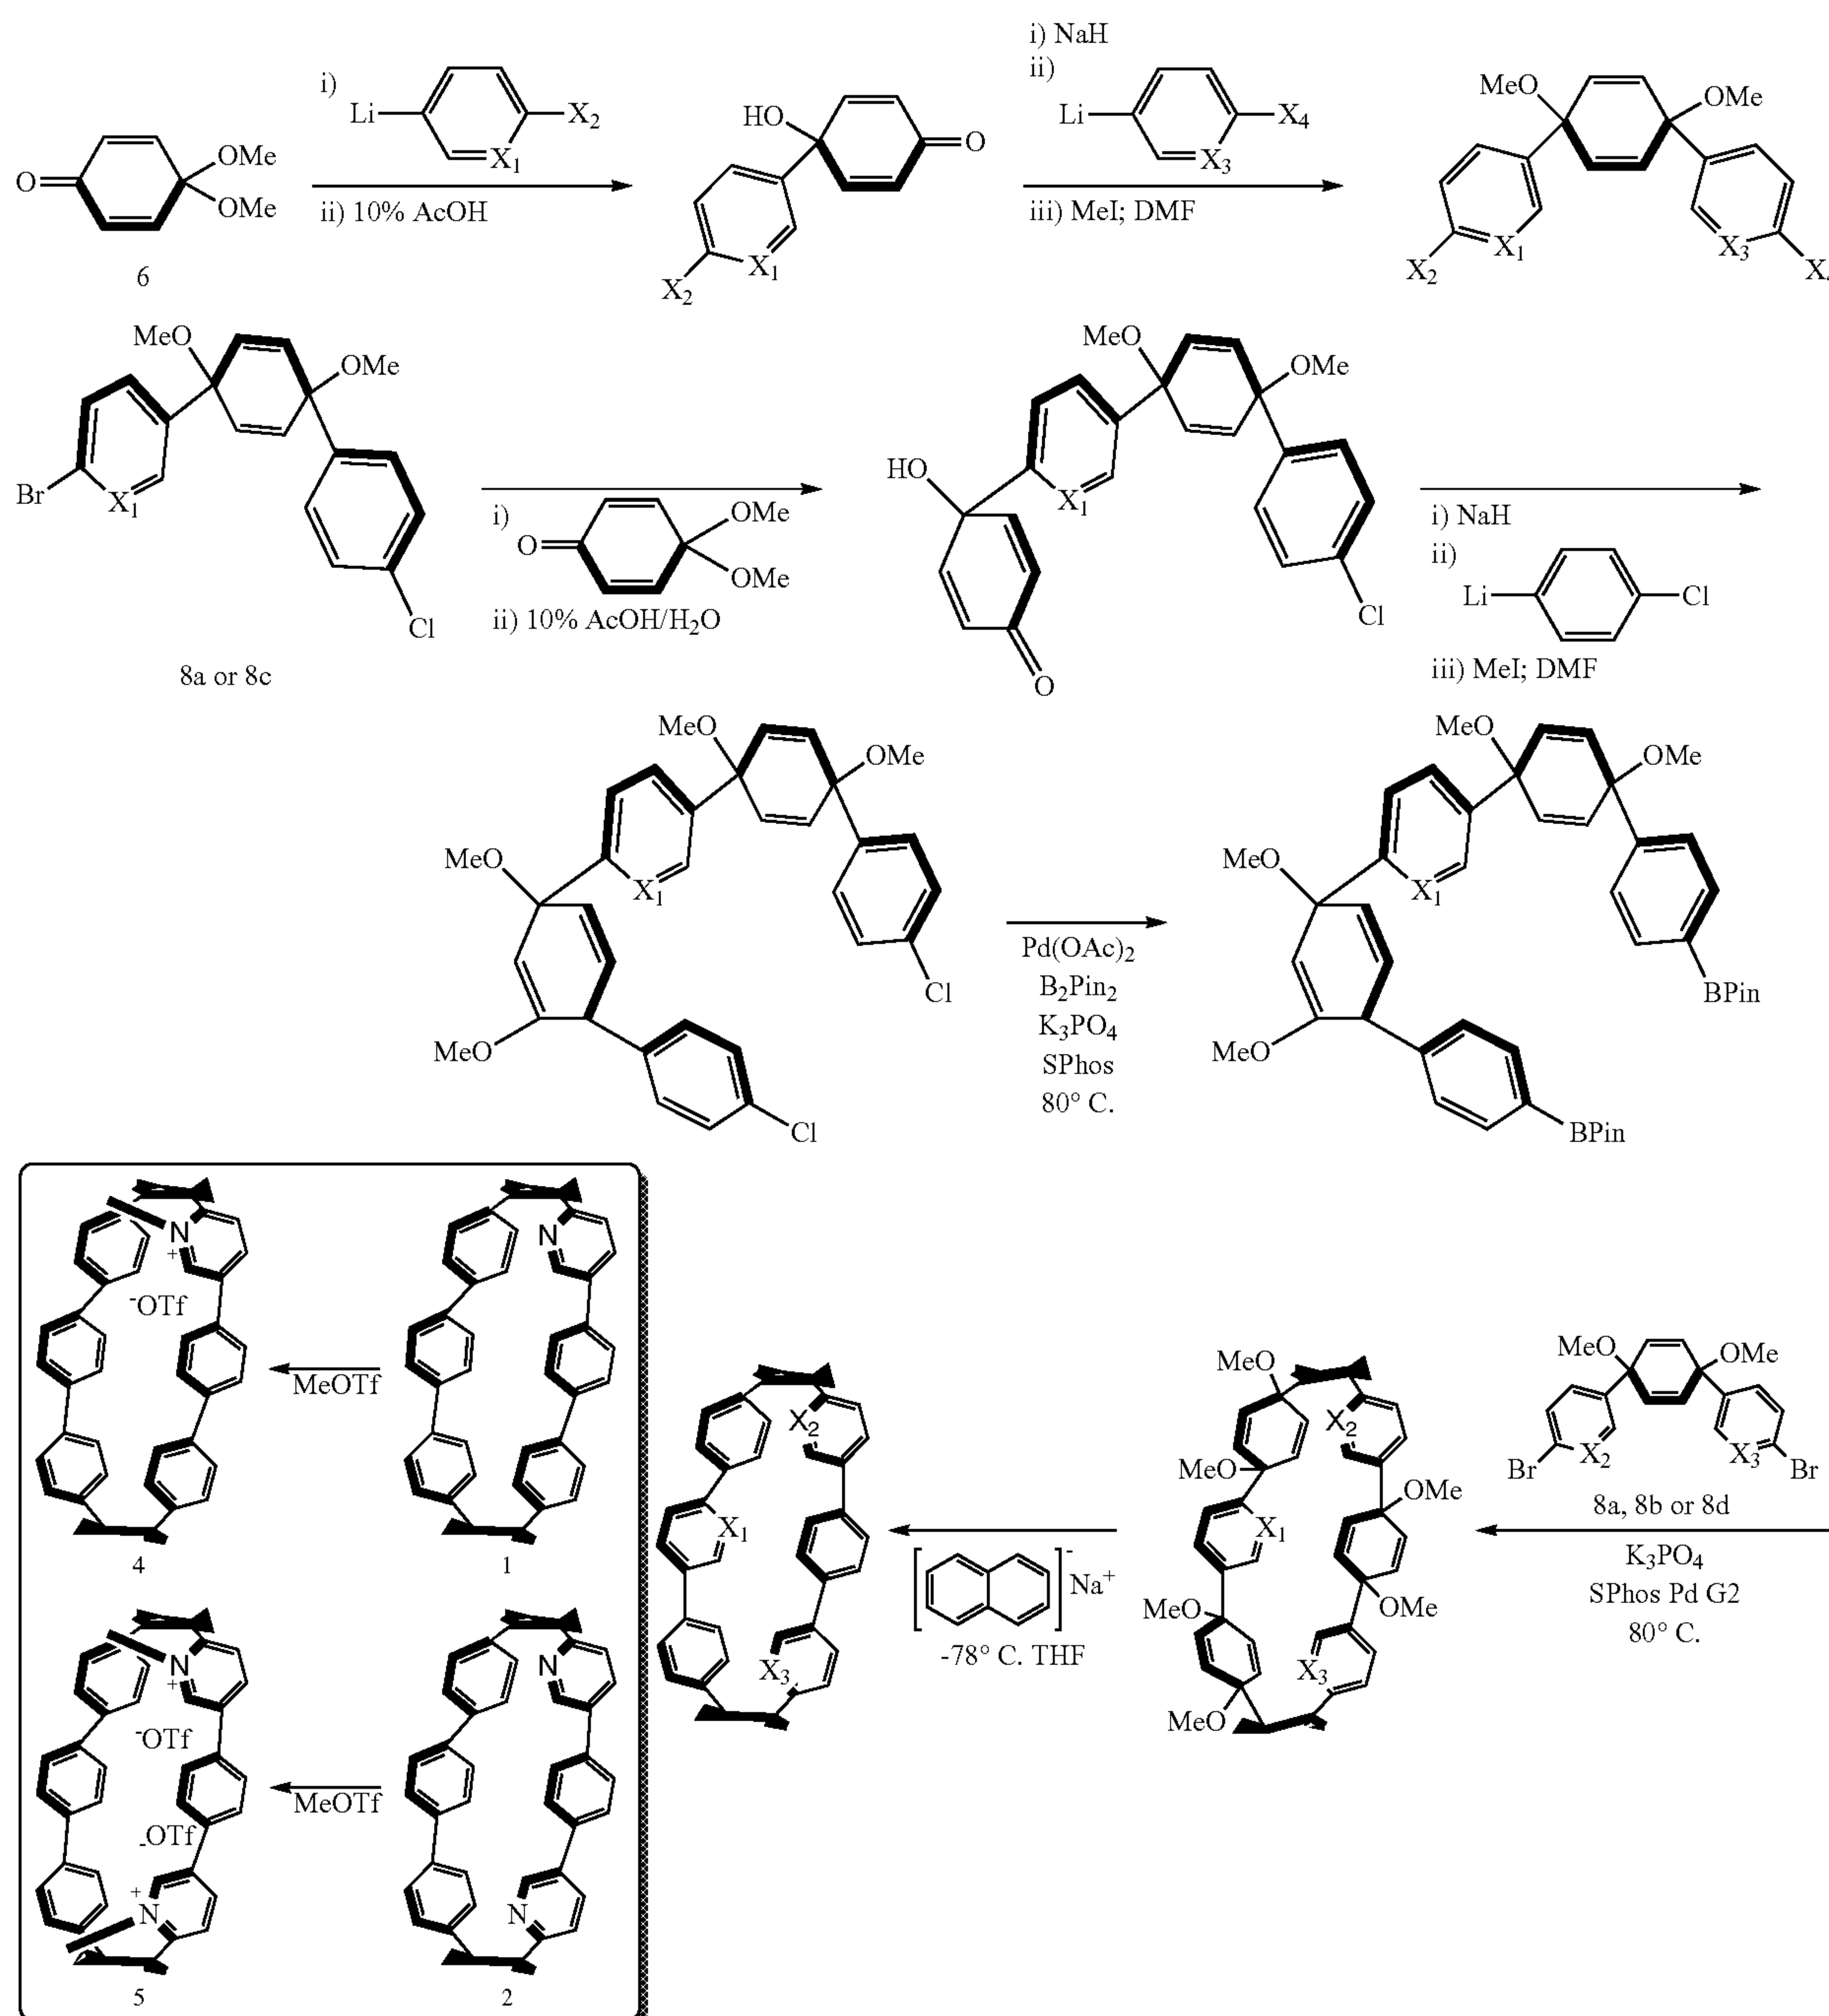 i)
Li
X2
X1
ii) 10% AcOH
O
OMe
OMe
6
HO
O
X1
X2
i) NaH
ii)
Li
X4
X3
iii) MeI; DMF
MeO
OMe
X2
X1
X3
MeO
OMe
Br
X1
Cl
8a or 8c
i)
O
OMe
OMe
ii) 10% AcOH/H2O
MeO
OMe
HO
X1
Cl
O
i) NaH
ii)
Li
Cl
iii) MeI; DMF
MeO
OMe
MeO
X1
Cl
MeO
Cl
Pd(OAc)2
B2Pin2
K3PO4
SPhos
80° C.
MeO
OMe
MeO
X1
BPin
MeO
BPin
N
+
-OTf
4
MeOTf
N
1
N
+
-OTf
-OTf
+
N
5
MeOTf
N
N
2
X2
X1
X3
[ ]- Na+
-78° C. THF
MeO
X2
MeO
OMe
X1
MeO
OMe
X3
MeO
MeO
OMe
X2
X3
Br
Br
8a, 8b or 8d
K3PO4
SPhos Pd G2
80° C.